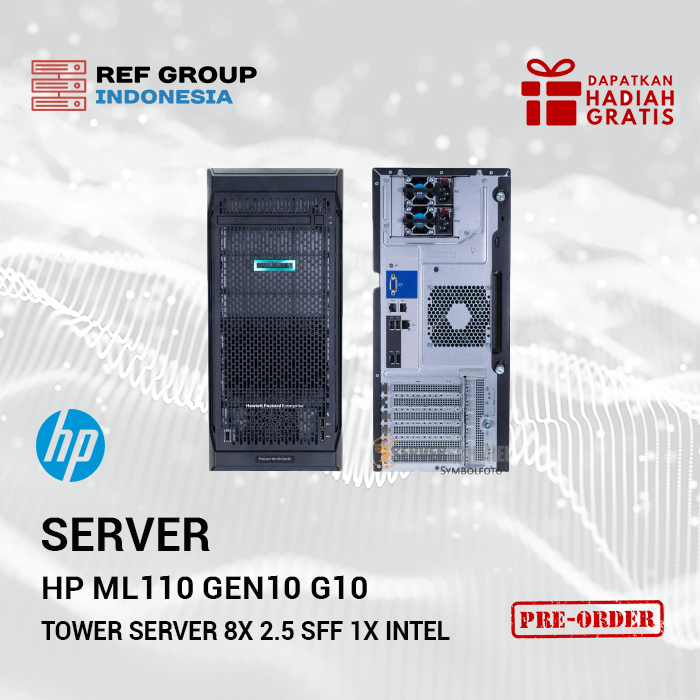 REF GROUP
INDONESIA
DAPATKAN
HADIAH
GRATIS
Hewlett Packard Enterprise
*SYMBOLFOTO*
hp
SERVER
HP ML110 GEN10 G10
TOWER SERVER 8X 2.5 SFF 1X INTEL
PRE-ORDER